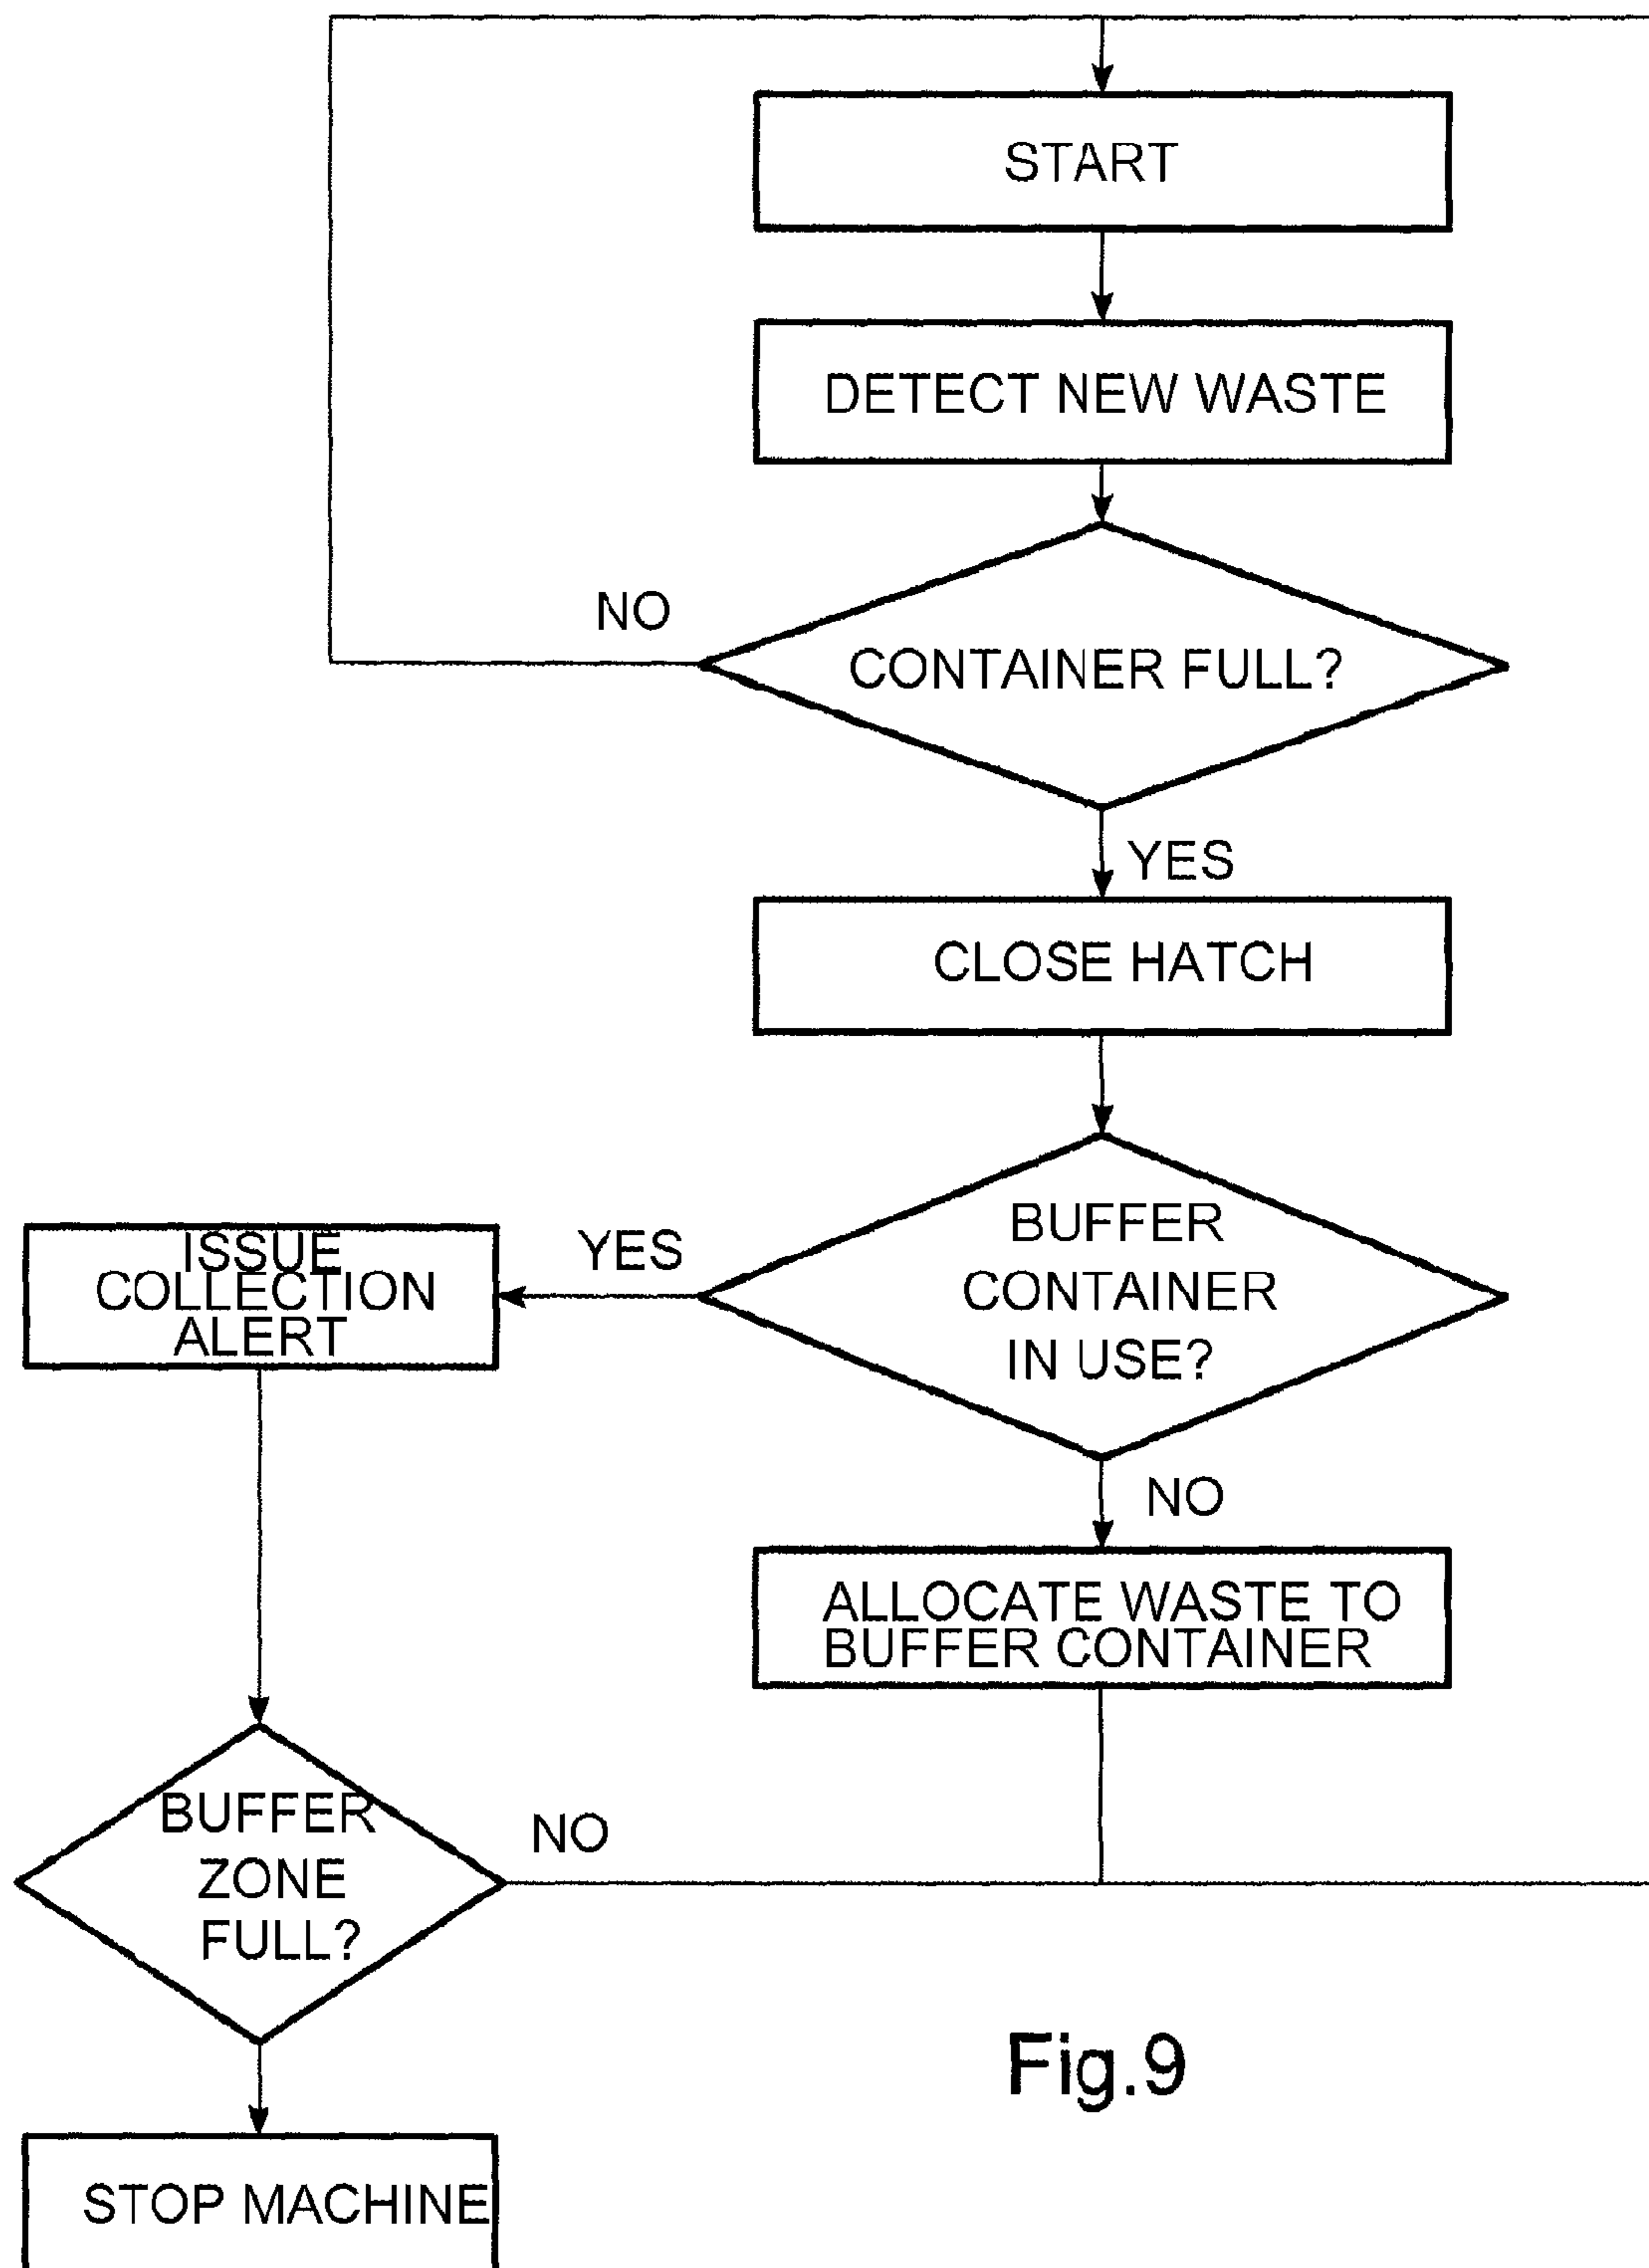 START
DETECT NEW WASTE
NO
CONTAINER FULL?
YES
CLOSE HATCH
BUFFER
CONTAINER
IN USE?
YES
ISSUE
COLLECTION
ALERT
NO
ALLOCATE WASTE TO
BUFFER CONTAINER
BUFFER
ZONE
FULL?
NO
STOP MACHINE
Fig.9